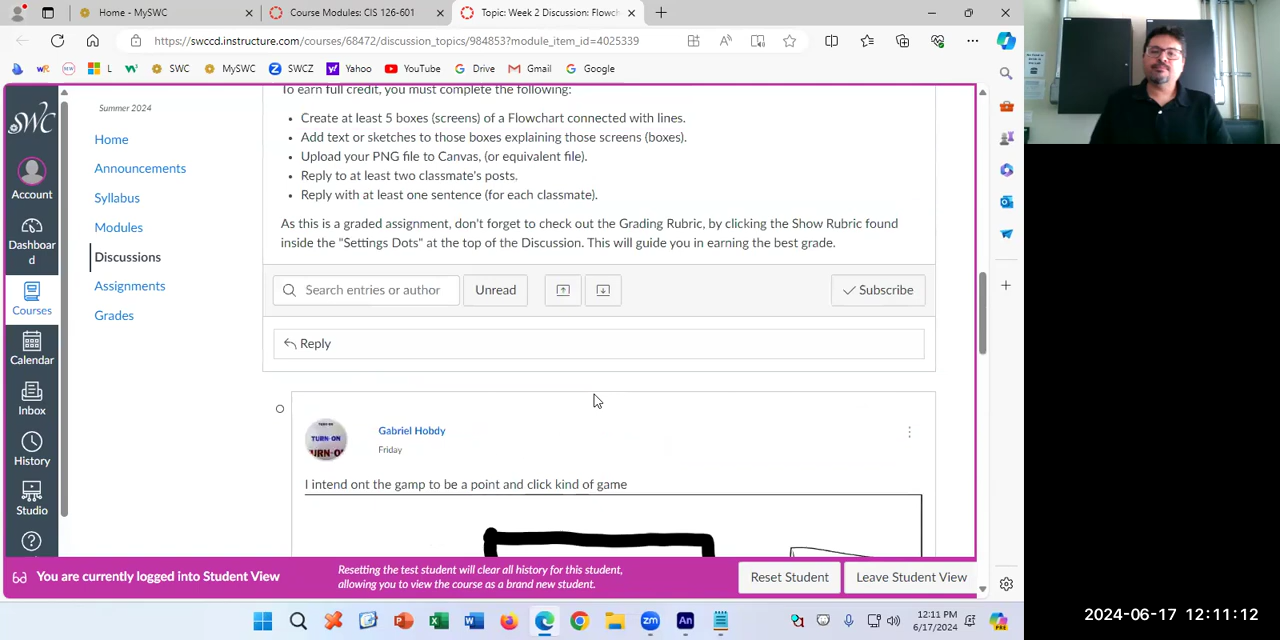 Home - MySWC
Course Modules: CIS 126-601
Topic: Week 2 Discussion: Flowch
https://swccd.instructure.com/courses/68472/discussion_topics/984853?module_item_id=4025339
L
SWC
MySWC
SWCZ
Yahoo
YouTube
Drive
Gmail
Google
SWC
Account
Dashboar
d
Courses
Calendar
Inbox
History
Studio
Summer 2024
Home
Announcements
Syllabus
Modules
Discussions
Assignments
Grades
To earn full credit, you must complete the following:
Create at least 5 boxes (screens) of a Flowchart connected with lines.
Add text or sketches to those boxes explaining those screens (boxes).
Upload your PNG file to Canvas, (or equivalent file).
Reply to at least two classmate's posts.
Reply with at least one sentence (for each classmate).
As this is a graded assignment, don't forget to check out the Grading Rubric, by clicking the Show Rubric found
inside the "Settings Dots" at the top of the Discussion. This will guide you in earning the best grade.
Search entries or author
Unread
Subscribe
Reply
TURN-ON
Gabriel Hobdy
Friday
I intend ont the gamp to be a point and click kind of game
You are currently logged into Student View
Resetting the test student will clear all history for this student,
allowing you to view the course as a brand new student.
Reset Student
Leave Student View
12:11 PM
6/17/2024
2024-06-17 12:11:12